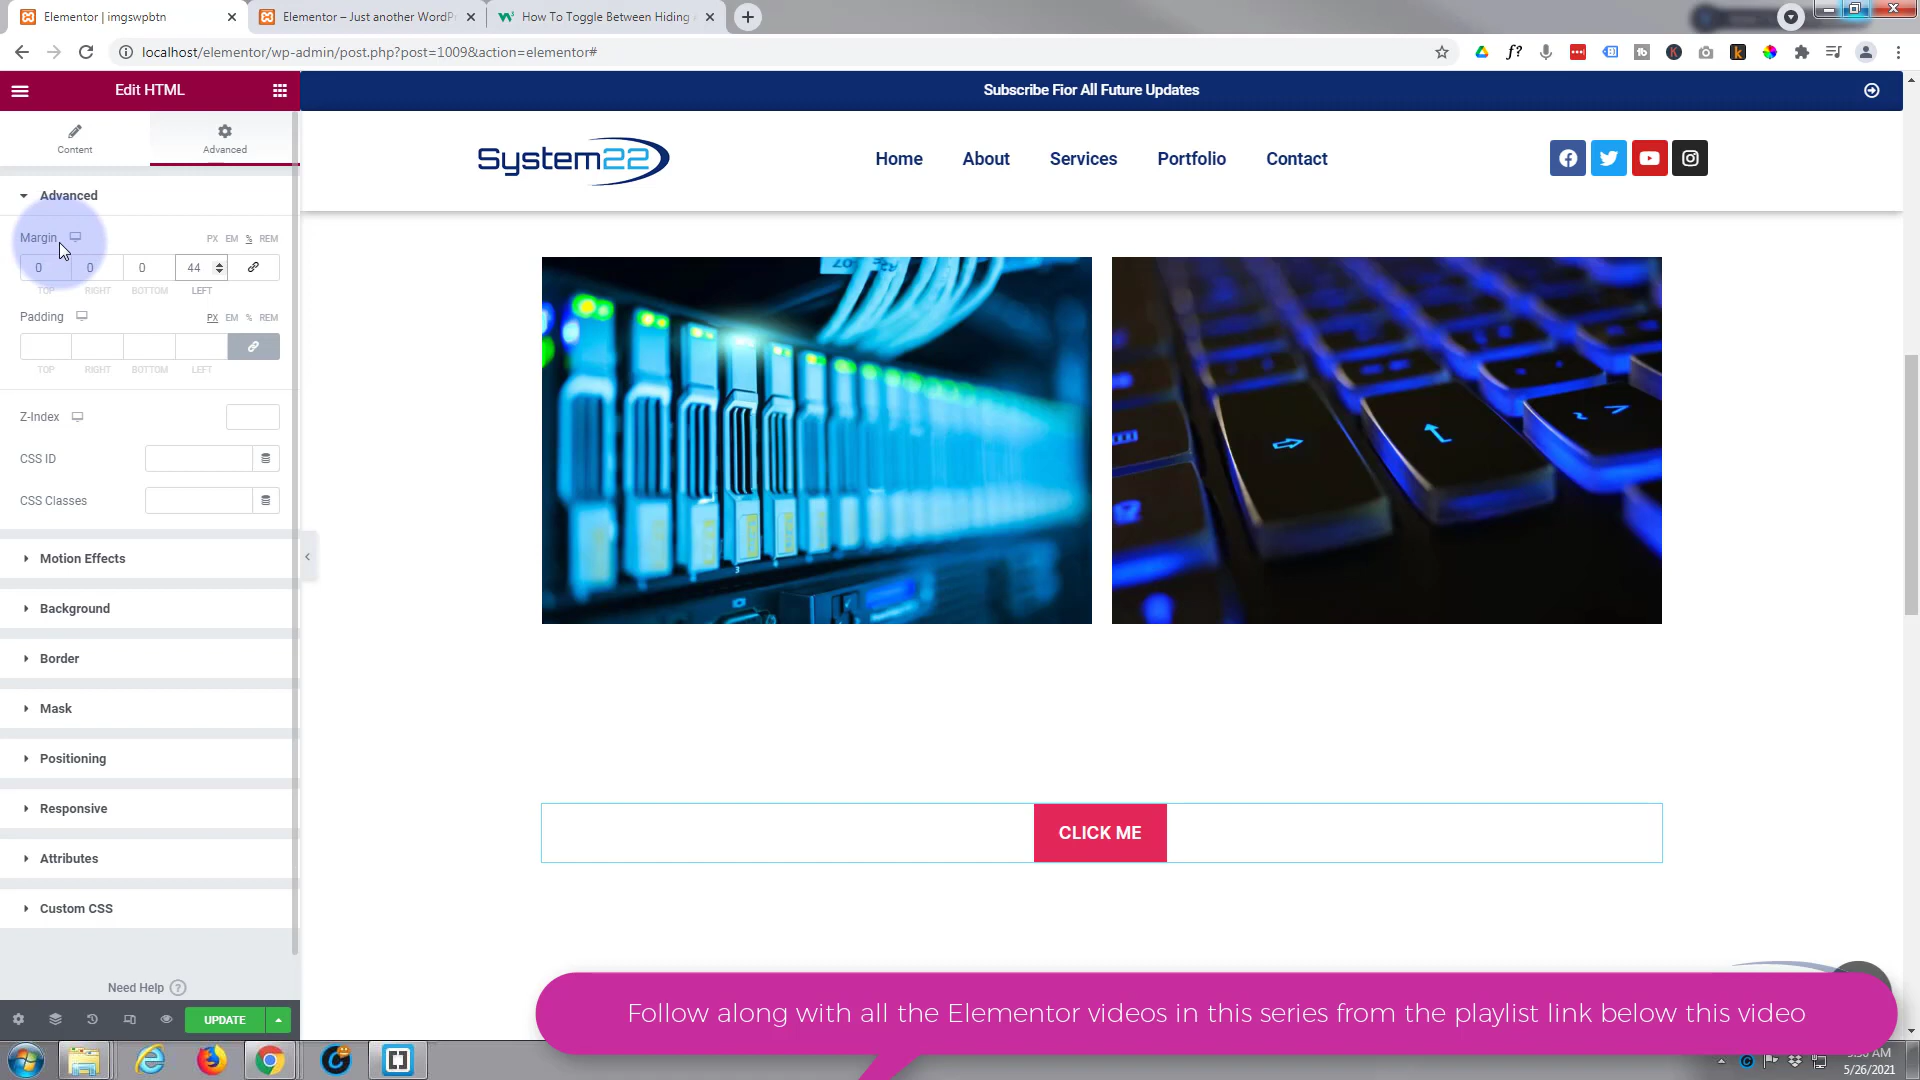 Elementor | imgswpbtn
Elementor – Just another WordPr
How To Toggle Between Hiding
localhost/elementor/wp-admin/post.php?post=1009&action=elementor#
Edit HTML
Content
Advanced
Advanced
Margin
PX EM % REM
0 0 0 44
TOP RIGHT BOTTOM LEFT
Padding
PX EM % REM
TOP RIGHT BOTTOM LEFT
Z-Index
CSS ID
CSS Classes
Motion Effects
Background
Border
Mask
Positioning
Responsive
Attributes
Custom CSS
Need Help ?
UPDATE
Subscribe Fior All Future Updates
System22
Home About Services Portfolio Contact
CLICK ME
Follow along with all the Elementor videos in this series from the playlist link below this video
5/26/2021